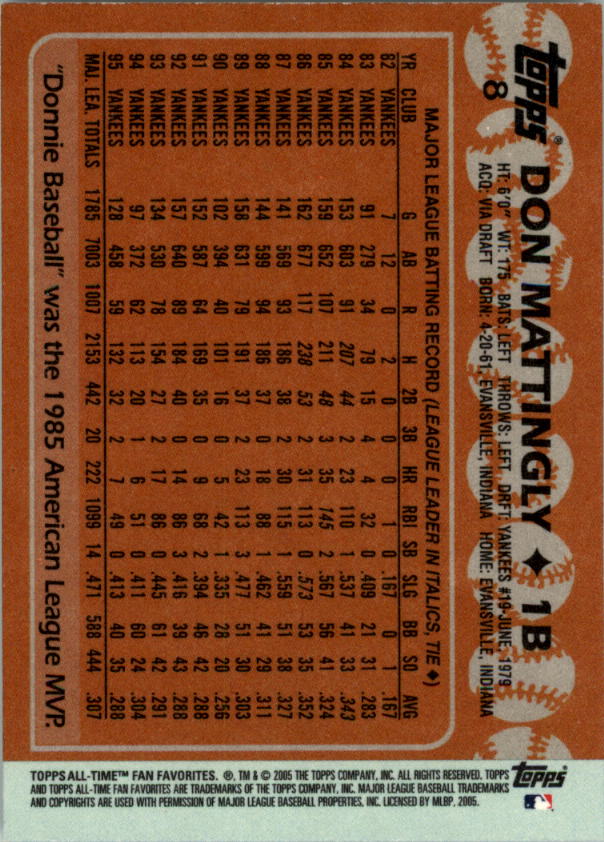 topps®
8
DON MATTINGLY ♦ 1B
HT: 6'0" WT: 175 BATS: LEFT THROWS: LEFT DRFT: YANKEES #19-JUNE, 1979
ACQ: VIA DRAFT BORN: 4-20-61, EVANSVILLE, INDIANA HOME: EVANSVILLE, INDIANA
MAJOR LEAGUE BATTING RECORD (LEAGUE LEADER IN ITALICS, TIE ♦)
YR CLUB G AB R H 2B 3B HR RBI SB SLG BB SO AVG
82 YANKEES 7 12 0 2 0 0 0 1 0 .167 0 1 .167
83 YANKEES 91 279 34 79 15 4 4 32 0 .409 21 31 .283
84 YANKEES 153 603 91 207 44 2 23 110 1 .537 41 33 .343
85 YANKEES 159 652 107 211 48 3 35 145 2 .567 56 41 .324
86 YANKEES 162 677 117 238 53 2 31 113 0 .573 53 35 .352
87 YANKEES 141 569 93 186 38 2 30 115 1 .559 51 38 .327
88 YANKEES 144 599 94 186 37 0 18 88 1 .462 41 29 .311
89 YANKEES 158 631 79 191 37 2 23 113 3 .477 51 30 .303
90 YANKEES 102 394 40 101 16 0 5 42 1 .335 28 20 .256
91 YANKEES 152 587 64 169 35 0 9 68 2 .394 46 42 .288
92 YANKEES 157 640 89 184 40 0 14 86 3 .416 39 43 .288
93 YANKEES 134 530 78 154 27 2 17 86 0 .445 61 42 .291
94 YANKEES 97 372 62 113 20 1 6 51 0 .411 60 24 .304
95 YANKEES 128 458 59 132 32 2 7 49 0 .413 40 35 .288
MAJ. LEA. TOTALS 1785 7003 1007 2153 442 20 222 1099 14 .471 588 444 .307
"Donnie Baseball" was the 1985 American League MVP.
TOPPS ALL-TIME™ FAN FAVORITES. ®, TM & © 2005 THE TOPPS COMPANY, INC. ALL RIGHTS RESERVED. TOPPS
AND TOPPS ALL-TIME FAN FAVORITES ARE TRADEMARKS OF THE TOPPS COMPANY, INC. MAJOR LEAGUE BASEBALL TRADEMARKS
AND COPYRIGHTS ARE USED WITH PERMISSION OF MAJOR LEAGUE BASEBALL PROPERTIES, INC. LICENSED BY MLBP, 2005.
topps